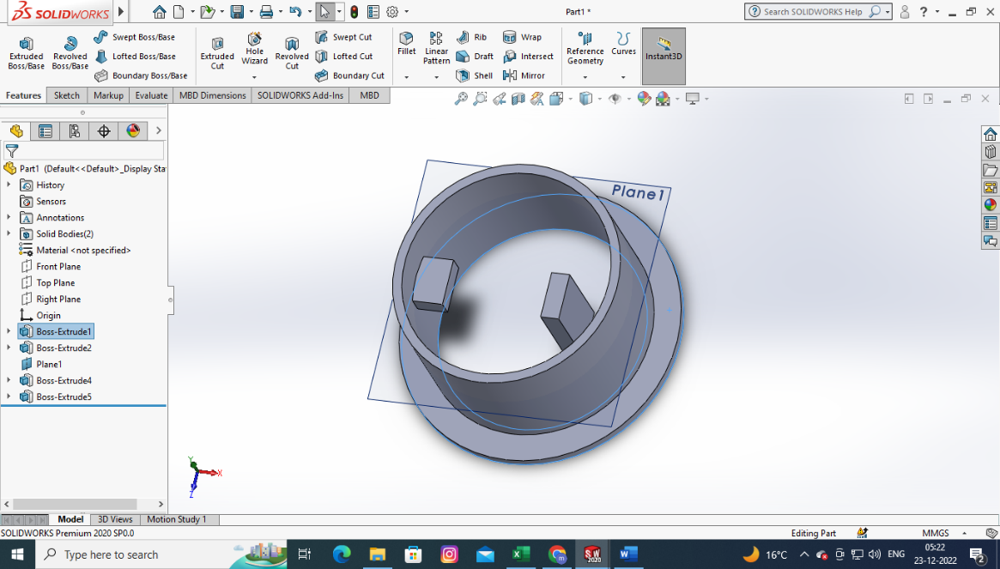 SOLIDWORKS
Part1 *
Search SOLIDWORKS Help
Extruded Boss/Base
Revolved Boss/Base
Swept Boss/Base
Lofted Boss/Base
Boundary Boss/Base
Extruded Cut
Hole Wizard
Revolved Cut
Swept Cut
Lofted Cut
Boundary Cut
Fillet
Linear Pattern
Rib
Draft
Shell
Wrap
Intersect
Mirror
Reference Geometry
Curves
Instant3D
Features
Sketch
Markup
Evaluate
MBD Dimensions
SOLIDWORKS Add-Ins
MBD
Part1 (Default<<Default>_Display Sta
History
Sensors
Annotations
Solid Bodies(2)
Material <not specified>
Front Plane
Top Plane
Right Plane
Origin
Boss-Extrude1
Boss-Extrude2
Plane1
Boss-Extrude4
Boss-Extrude5
Plane1
Y
X
Z
Model
3D Views
Motion Study 1
SOLIDWORKS Premium 2020 SP0.0
Editing Part
MMGS
Type here to search
SW
2020
16°C
ENG
05:22
23-12-2022
2